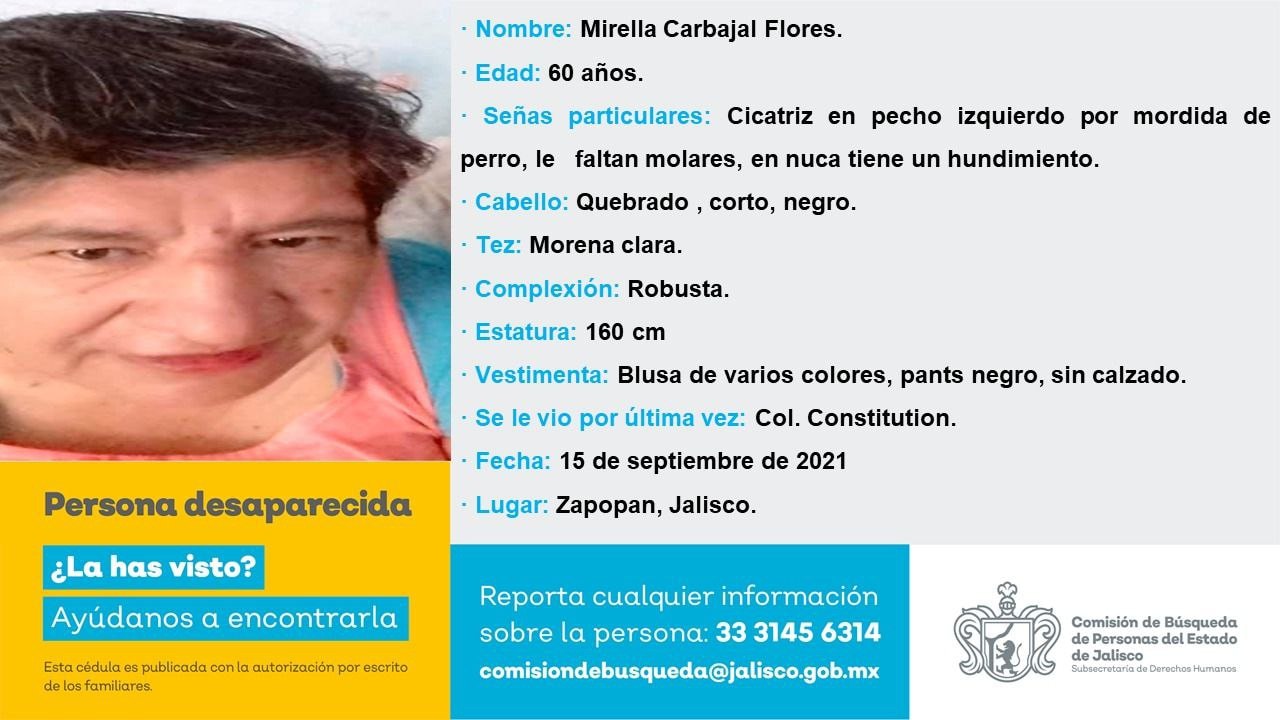 · Nombre: Mirella Carbajal Flores.
· Edad: 60 años.
· Señas particulares: Cicatriz en pecho izquierdo por mordida de
perro, le faltan molares, en nuca tiene un hundimiento.
· Cabello: Quebrado , corto, negro.
· Tez: Morena clara.
· Complexión: Robusta.
· Estatura: 160 cm
· Vestimenta: Blusa de varios colores, pants negro, sin calzado.
· Se le vio por última vez: Col. Constitution.
· Fecha: 15 de septiembre de 2021
· Lugar: Zapopan, Jalisco.
Persona desaparecida
¿La has visto?
Ayúdanos a encontrarla
Esta cédula es publicada con la autorización por escrito
de los familiares.
Reporta cualquier información
sobre la persona: 33 3145 6314
comisiondebusqueda@jalisco.gob.mx
Comisión de Búsqueda
de Personas del Estado
de Jalisco
Subsecretaría de Derechos Humanos